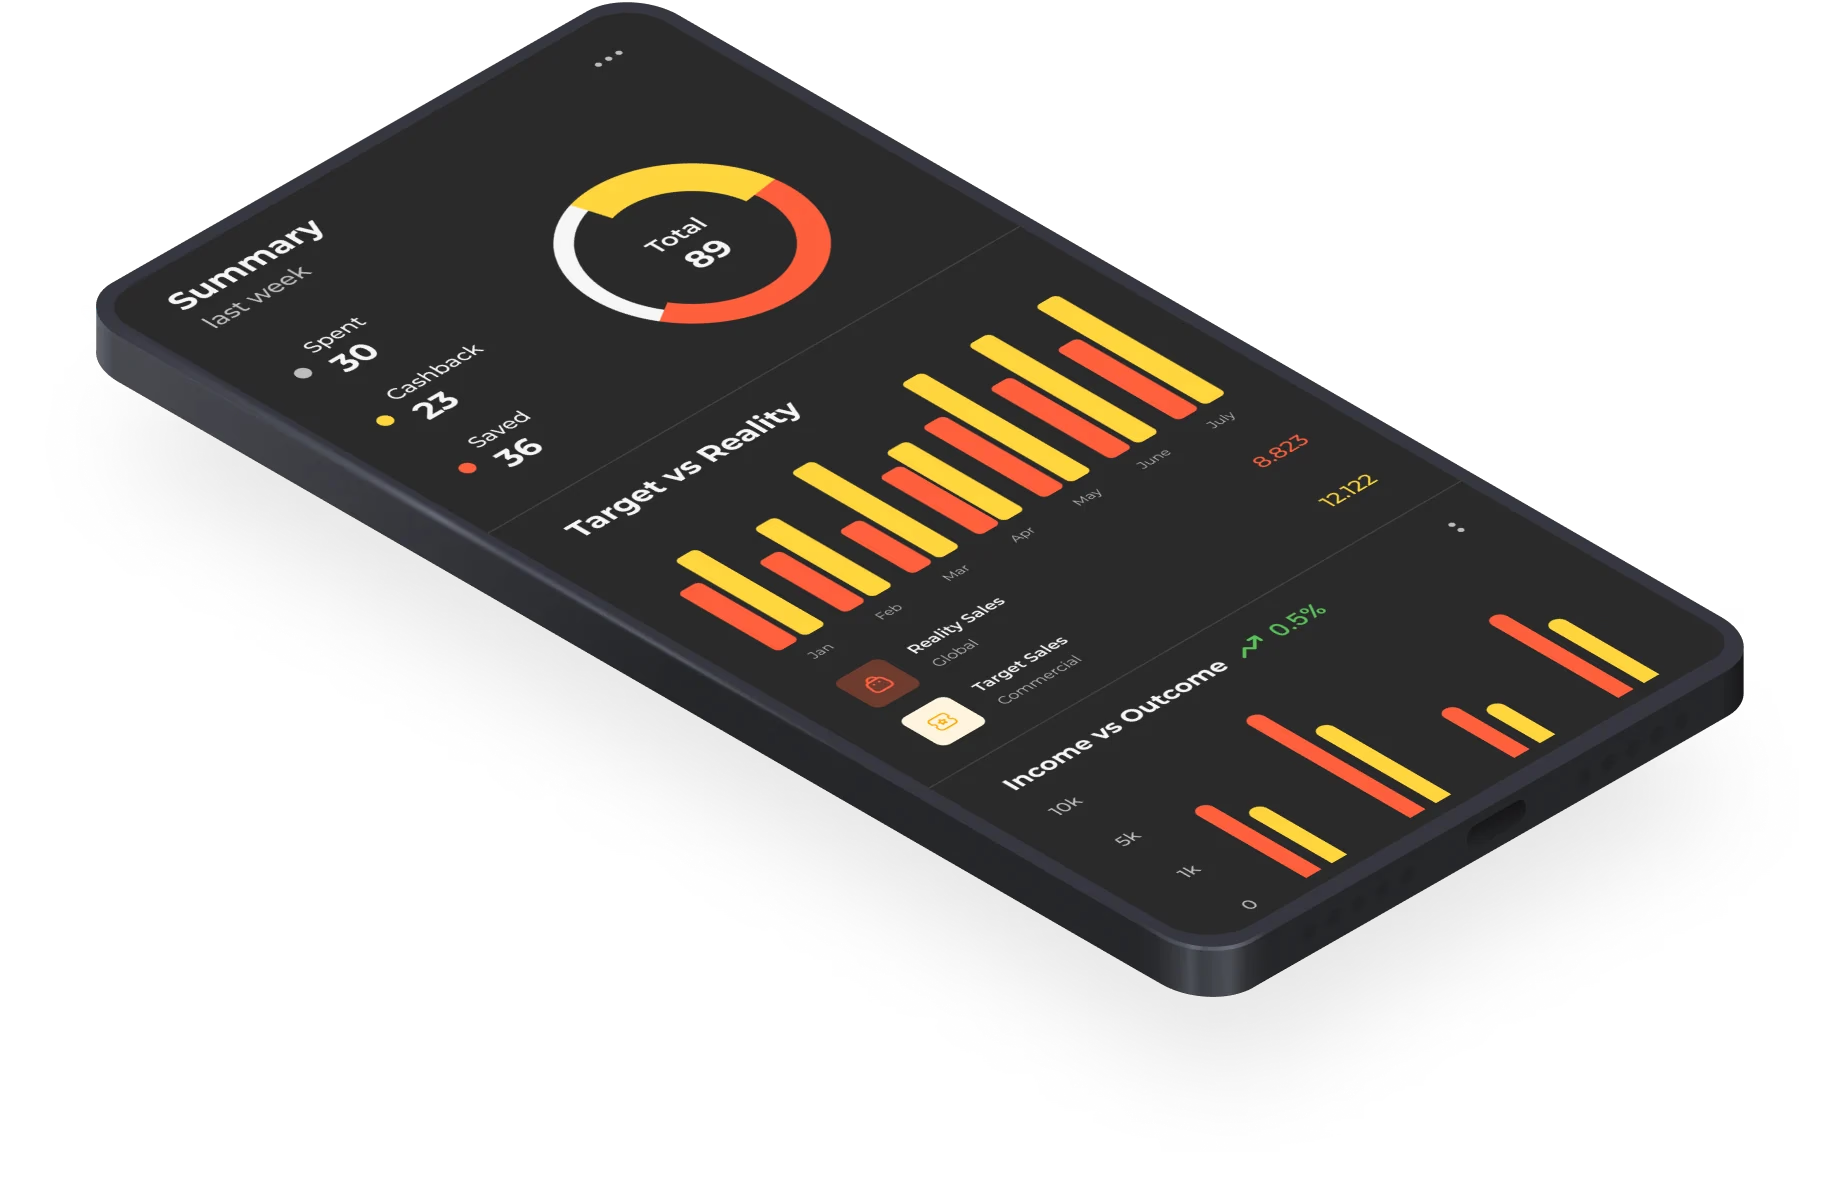 Summary
last week
Spent
30
Cashback
23
Saved
36
Total
89
Target vs Reality
Jan
Feb
Mar
Apr
May
June
July
Reality Sales
Global
8.823
Target Sales
Commercial
12.122
Income vs Outcome
0.5%
10k
5k
1k
0